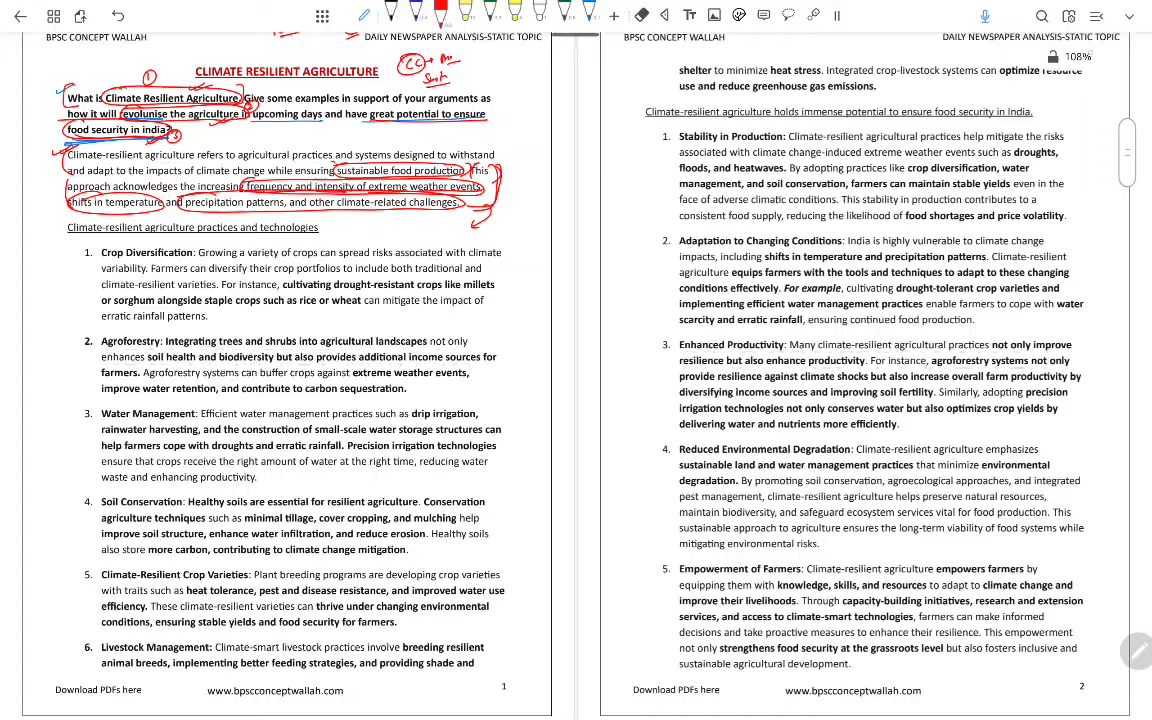 108%
BPSC CONCEPT WALLAH
DAILY NEWSPAPER ANALYSIS-STATIC TOPIC
CLIMATE RESILIENT AGRICULTURE
What is Climate Resilient Agriculture. Give some examples in support of your arguments as
how it will revolunise the agriculture in upcoming days and have great potential to ensure
food security in india?
Climate-resilient agriculture refers to agricultural practices and systems designed to withstand
and adapt to the impacts of climate change while ensuring sustainable food production. This
approach acknowledges the increasing frequency and intensity of extreme weather events,
shifts in temperature and precipitation patterns, and other climate-related challenges.
Climate-resilient agriculture practices and technologies
1. Crop Diversification: Growing a variety of crops can spread risks associated with climate
variability. Farmers can diversify their crop portfolios to include both traditional and
climate-resilient varieties. For instance, cultivating drought-resistant crops like millets
or sorghum alongside staple crops such as rice or wheat can mitigate the impact of
erratic rainfall patterns.
2. Agroforestry: Integrating trees and shrubs into agricultural landscapes not only
enhances soil health and biodiversity but also provides additional income sources for
farmers. Agroforestry systems can buffer crops against extreme weather events,
improve water retention, and contribute to carbon sequestration.
3. Water Management: Efficient water management practices such as drip irrigation,
rainwater harvesting, and the construction of small-scale water storage structures can
help farmers cope with droughts and erratic rainfall. Precision irrigation technologies
ensure that crops receive the right amount of water at the right time, reducing water
waste and enhancing productivity.
4. Soil Conservation: Healthy soils are essential for resilient agriculture. Conservation
agriculture techniques such as minimal tillage, cover cropping, and mulching help
improve soil structure, enhance water infiltration, and reduce erosion. Healthy soils
also store more carbon, contributing to climate change mitigation.
5. Climate-Resilient Crop Varieties: Plant breeding programs are developing crop varieties
with traits such as heat tolerance, pest and disease resistance, and improved water use
efficiency. These climate-resilient varieties can thrive under changing environmental
conditions, ensuring stable yields and food security for farmers.
6. Livestock Management: Climate-smart livestock practices involve breeding resilient
animal breeds, implementing better feeding strategies, and providing shade and
Download PDFs here
www.bpscconceptwallah.com
1
BPSC CONCEPT WALLAH
DAILY NEWSPAPER ANALYSIS-STATIC TOPIC
shelter to minimize heat stress. Integrated crop-livestock systems can optimize resource
use and reduce greenhouse gas emissions.
Climate-resilient agriculture holds immense potential to ensure food security in India.
1. Stability in Production: Climate-resilient agricultural practices help mitigate the risks
associated with climate change-induced extreme weather events such as droughts,
floods, and heatwaves. By adopting practices like crop diversification, water
management, and soil conservation, farmers can maintain stable yields even in the
face of adverse climatic conditions. This stability in production contributes to a
consistent food supply, reducing the likelihood of food shortages and price volatility.
2. Adaptation to Changing Conditions: India is highly vulnerable to climate change
impacts, including shifts in temperature and precipitation patterns. Climate-resilient
agriculture equips farmers with the tools and techniques to adapt to these changing
conditions effectively. For example, cultivating drought-tolerant crop varieties and
implementing efficient water management practices enable farmers to cope with water
scarcity and erratic rainfall, ensuring continued food production.
3. Enhanced Productivity: Many climate-resilient agricultural practices not only improve
resilience but also enhance productivity. For instance, agroforestry systems not only
provide resilience against climate shocks but also increase overall farm productivity by
diversifying income sources and improving soil fertility. Similarly, adopting precision
irrigation technologies not only conserves water but also optimizes crop yields by
delivering water and nutrients more efficiently.
4. Reduced Environmental Degradation: Climate-resilient agriculture emphasizes
sustainable land and water management practices that minimize environmental
degradation. By promoting soil conservation, agroecological approaches, and integrated
pest management, climate-resilient agriculture helps preserve natural resources,
maintain biodiversity, and safeguard ecosystem services vital for food production. This
sustainable approach to agriculture ensures the long-term viability of food systems while
mitigating environmental risks.
5. Empowerment of Farmers: Climate-resilient agriculture empowers farmers by
equipping them with knowledge, skills, and resources to adapt to climate change and
improve their livelihoods. Through capacity-building initiatives, research and extension
services, and access to climate-smart technologies, farmers can make informed
decisions and take proactive measures to enhance their resilience. This empowerment
not only strengthens food security at the grassroots level but also fosters inclusive and
sustainable agricultural development.
Download PDFs here
www.bpscconceptwallah.com
2